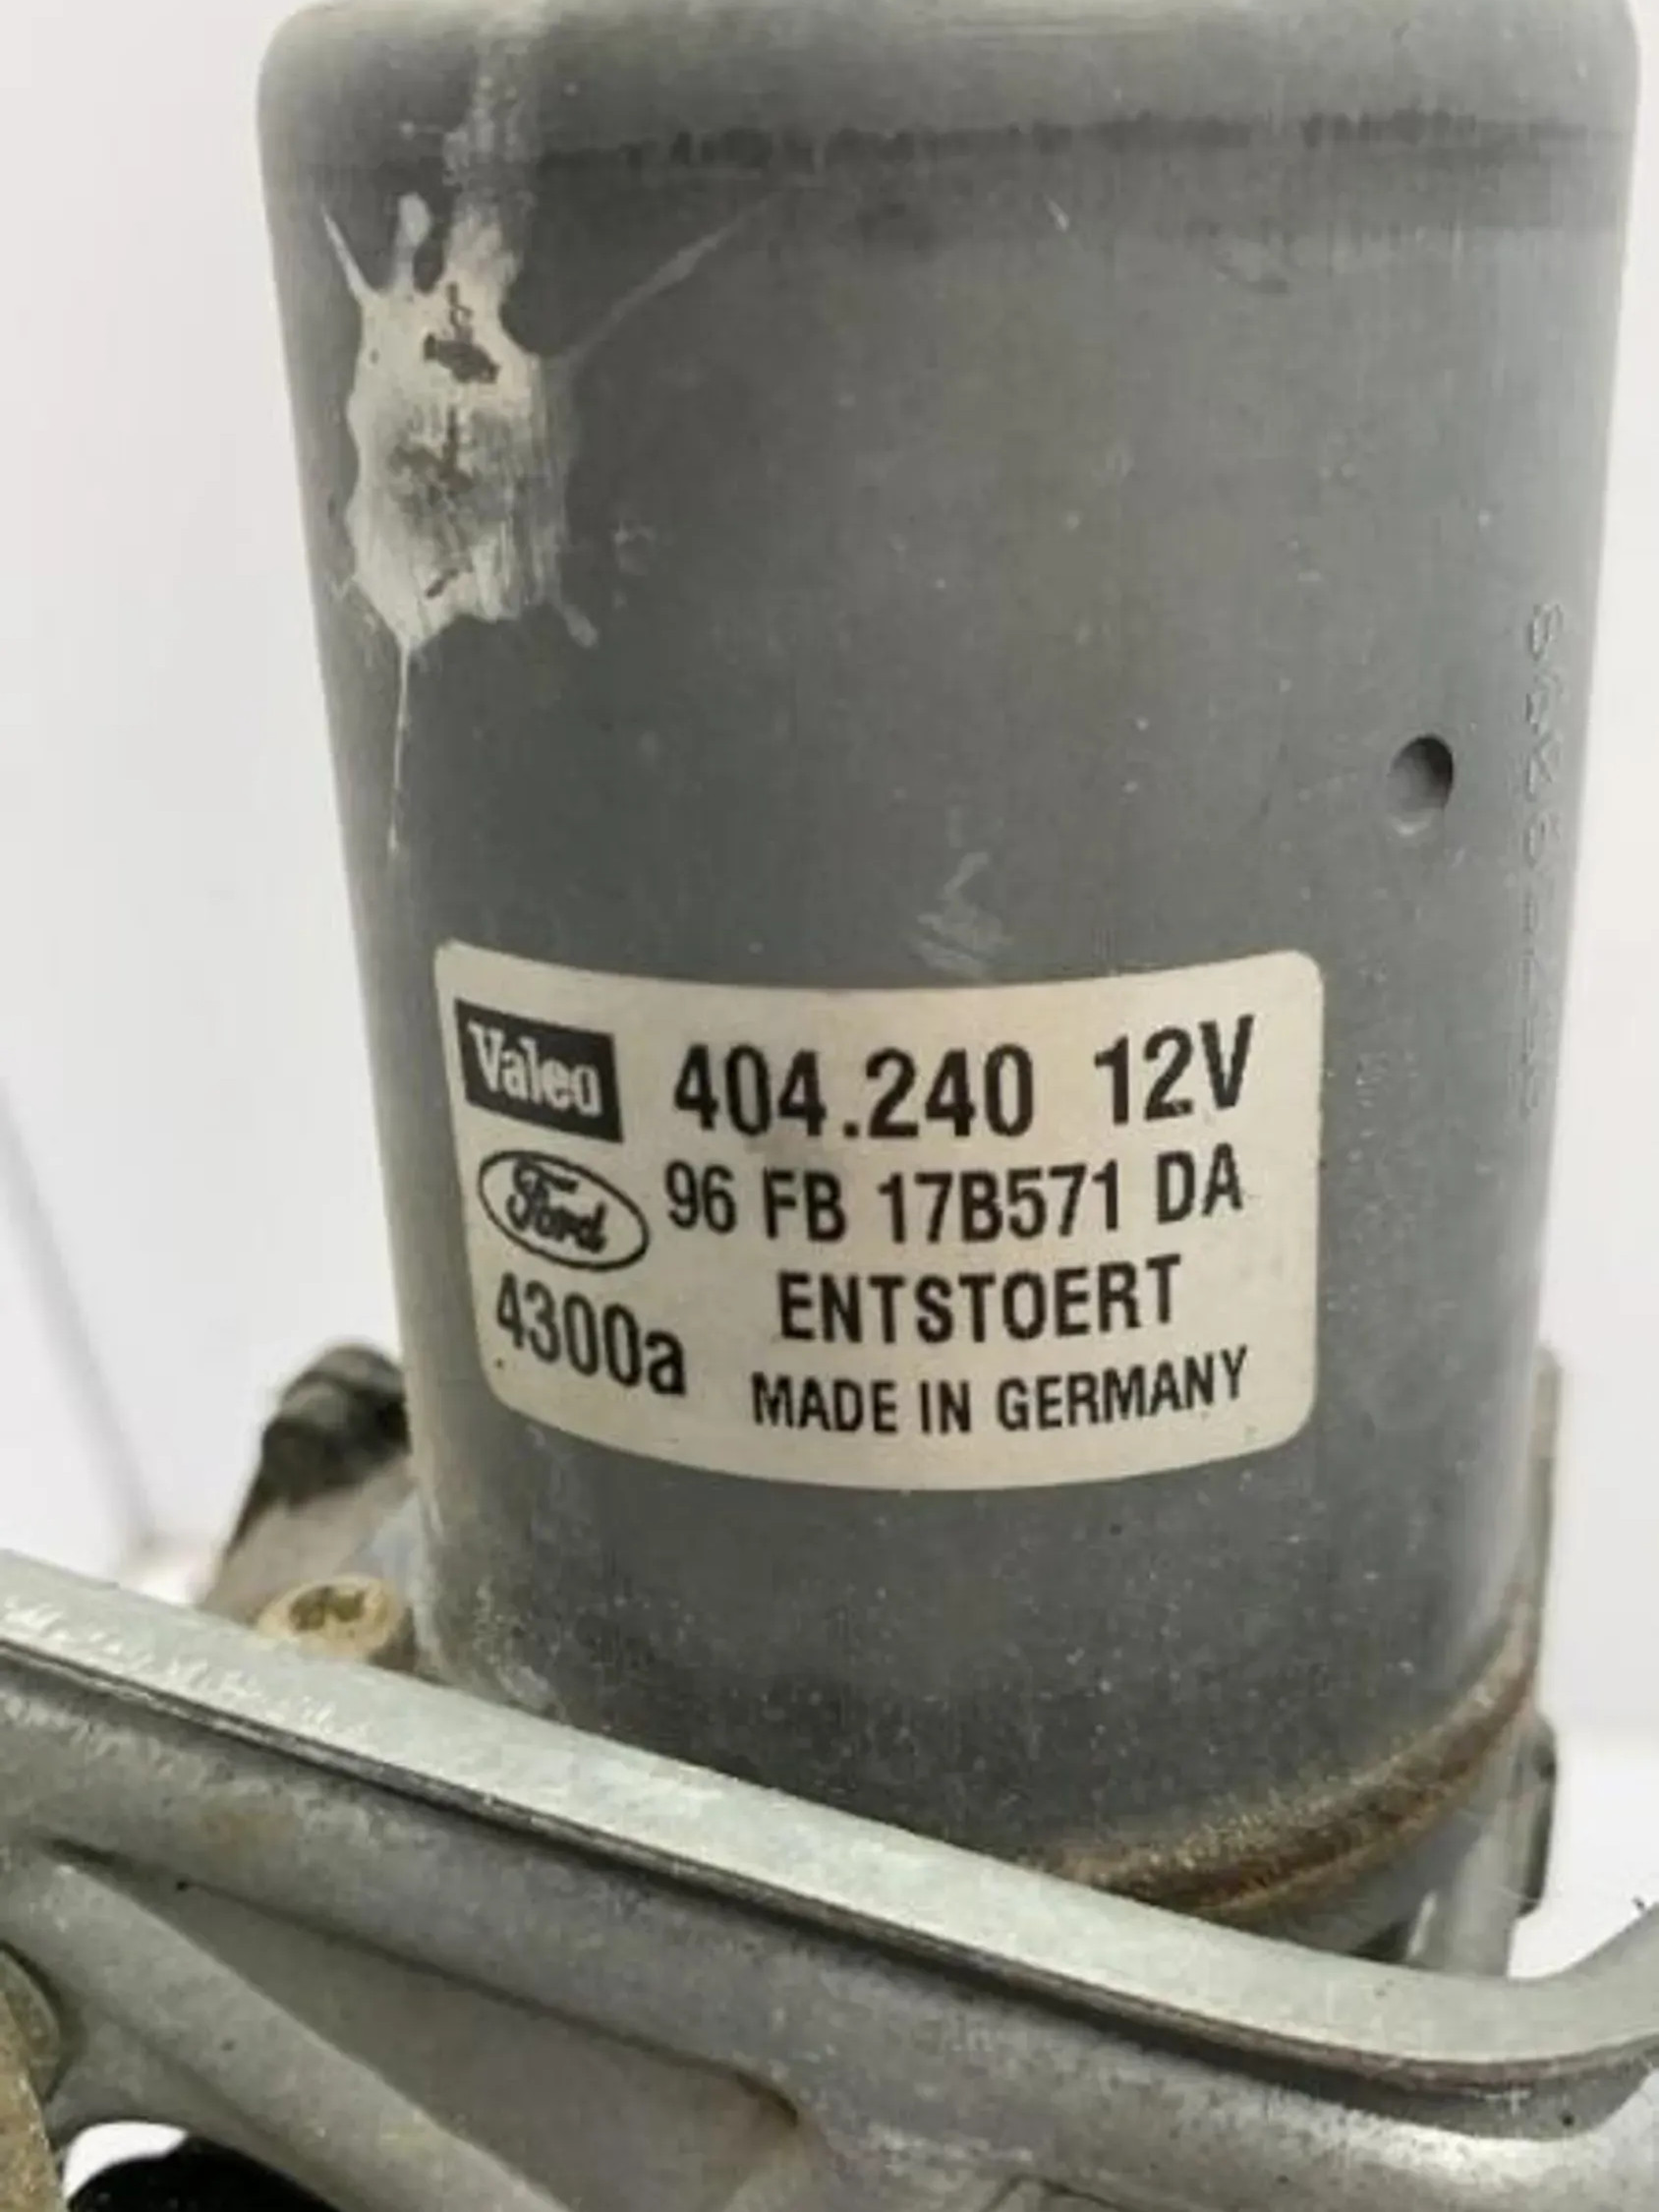 Valeo 404.240 12V
Ford 96 FB 17B571 DA
4300a ENTSTOERT
MADE IN GERMANY